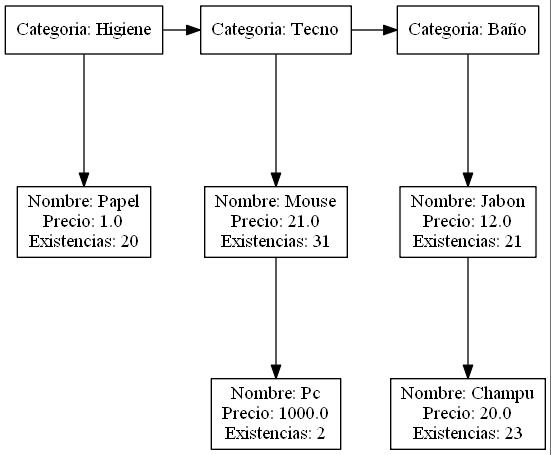 Categoria: Higiene
Categoria: Tecno
Categoria: Baño
Nombre: Papel
Precio: 1.0
Existencias: 20
Nombre: Mouse
Precio: 21.0
Existencias: 31
Nombre: Jabon
Precio: 12.0
Existencias: 21
Nombre: Pc
Precio: 1000.0
Existencias: 2
Nombre: Champu
Precio: 20.0
Existencias: 23